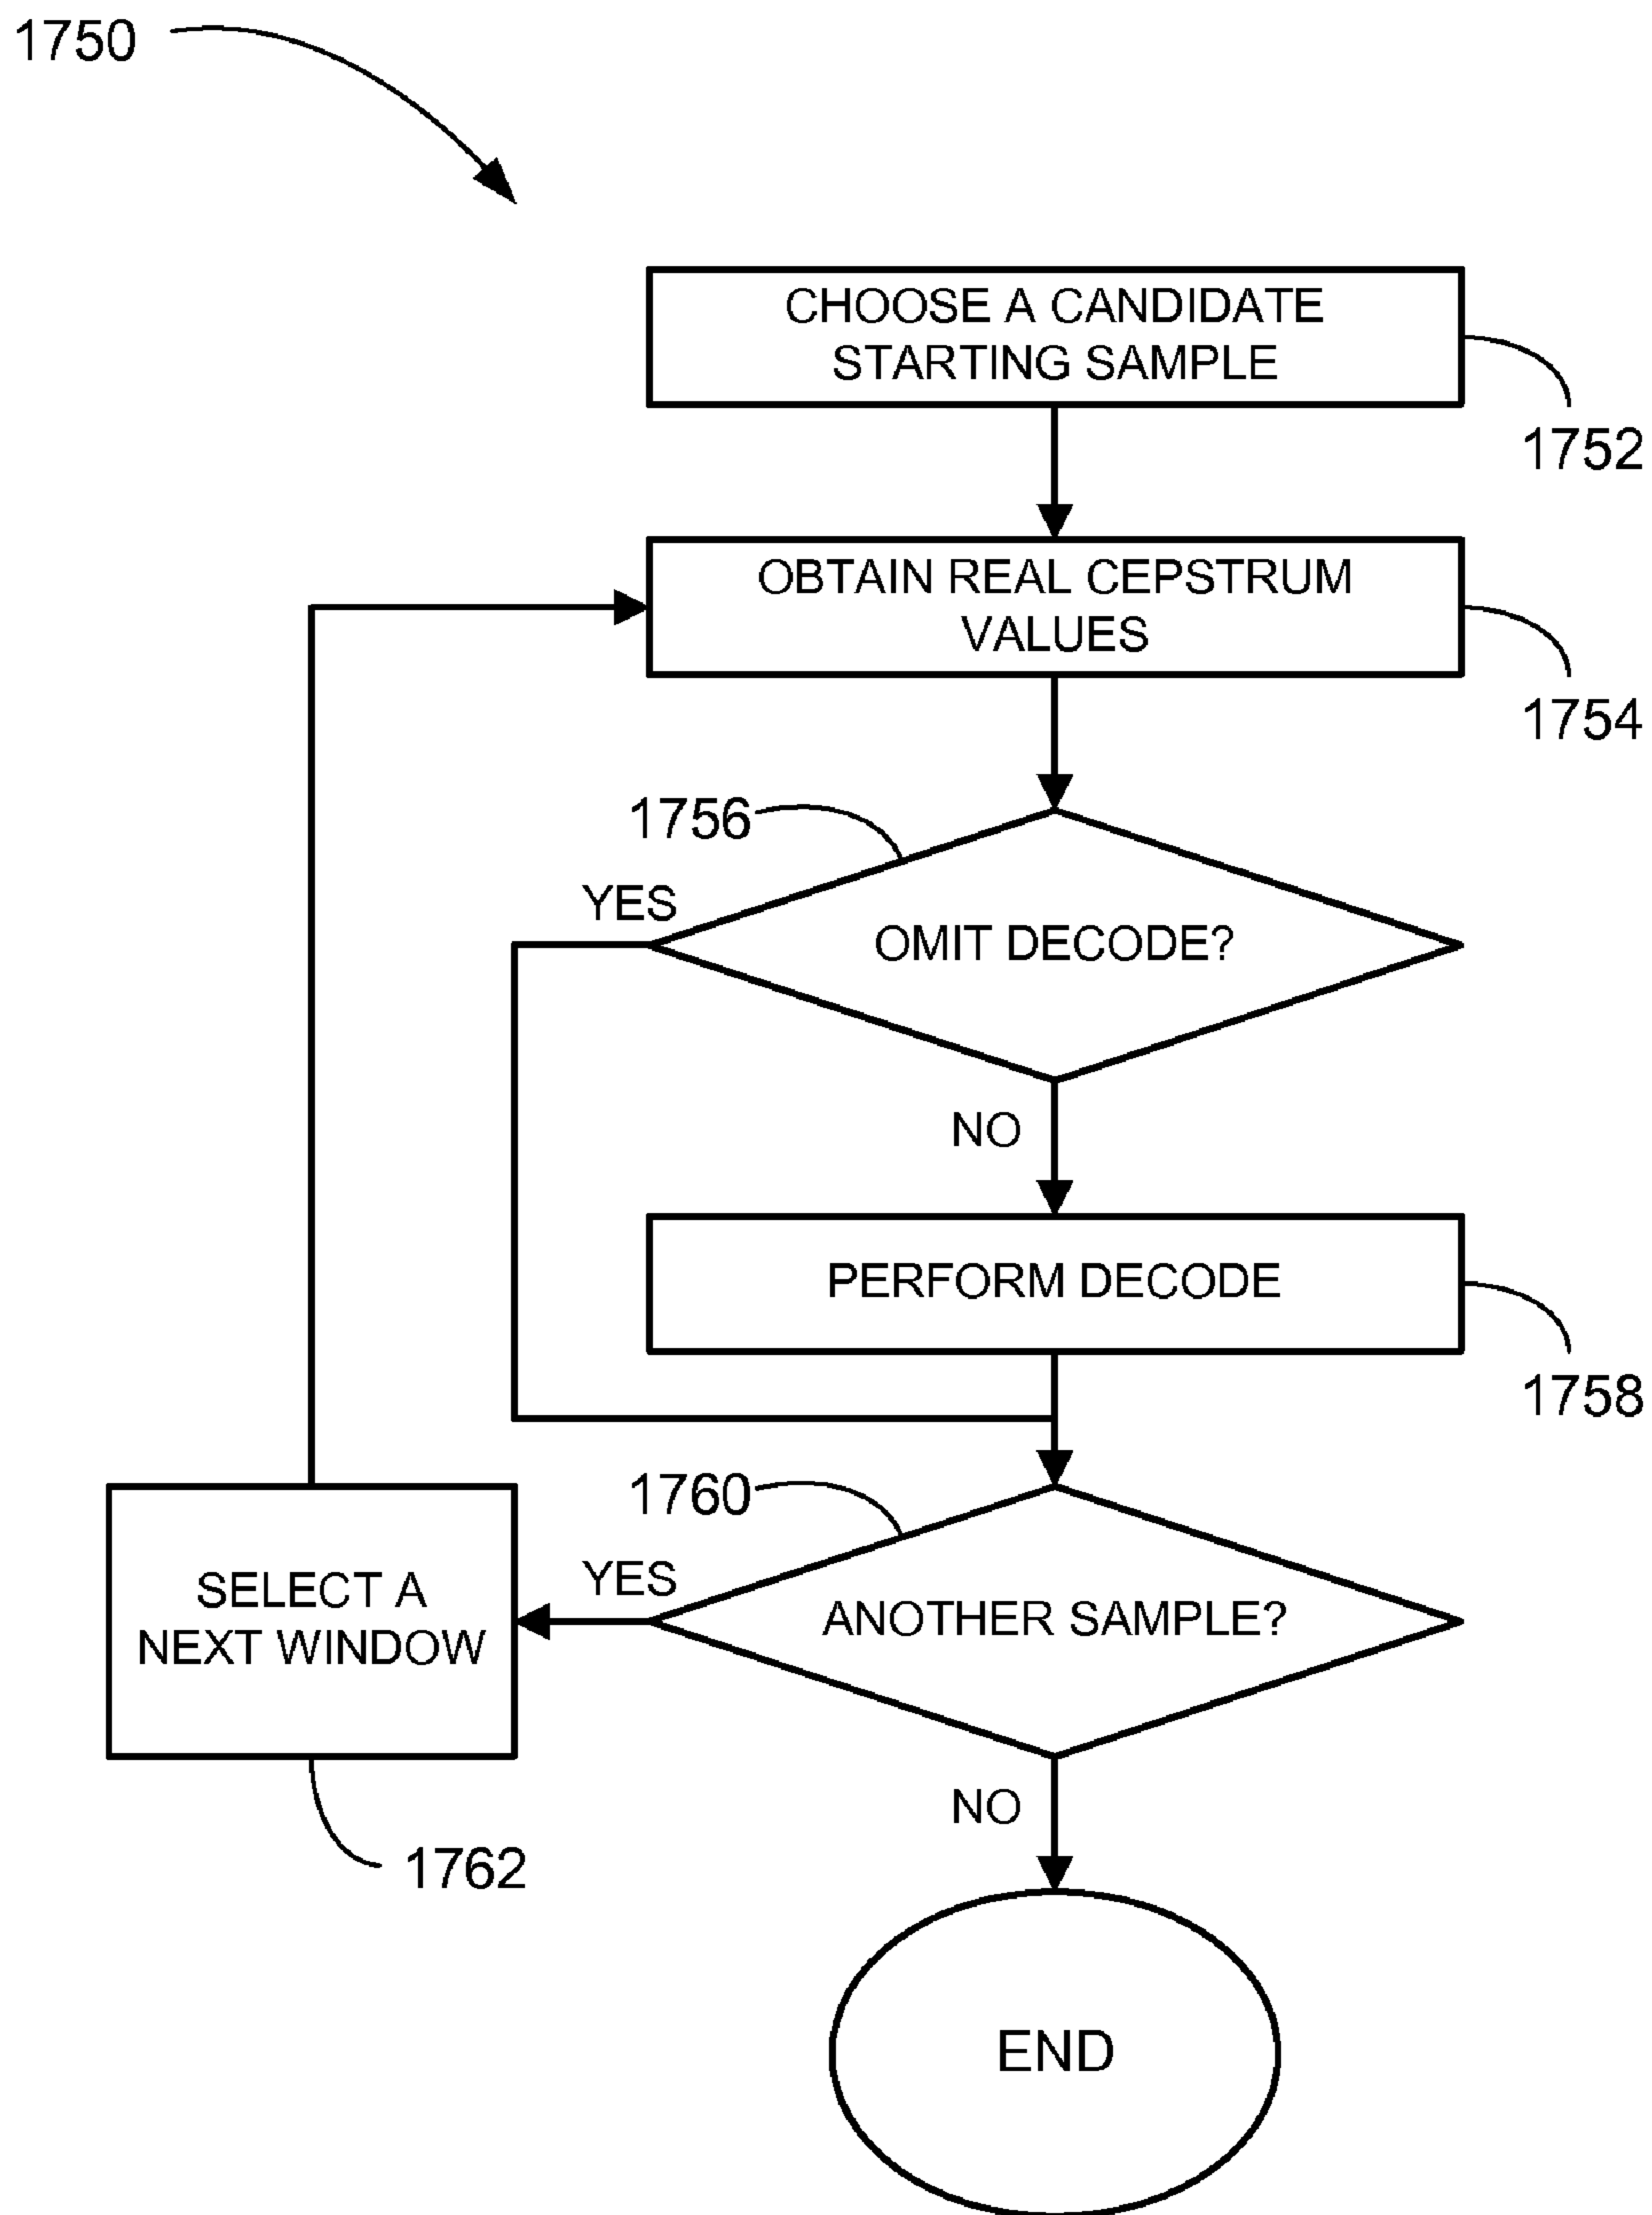 1750
CHOOSE A CANDIDATE
STARTING SAMPLE
1752
OBTAIN REAL CEPSTRUM
VALUES
1754
1756
YES
OMIT DECODE?
NO
PERFORM DECODE
1758
1760
YES
ANOTHER SAMPLE?
SELECT A
NEXT WINDOW
1762
NO
END